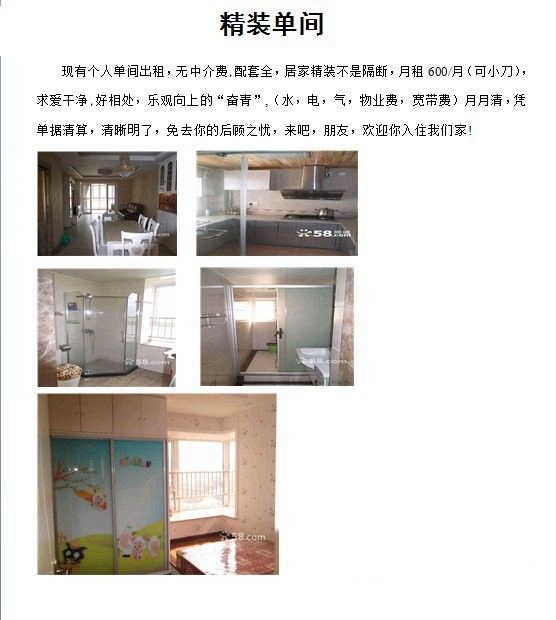 精装单间
现有个人单间出租，无中介费,配套全，居家精装不是隔断，月租 600/月（可小刀），
求爱干净,好相处，乐观向上的“奋青”,（水，电，气，物业费，宽带费）月月清，凭
单据清算，清晰明了，免去你的后顾之忧，来吧，朋友，欢迎你入住我们家!
58.com
58.com
58.com
58.com
58.com